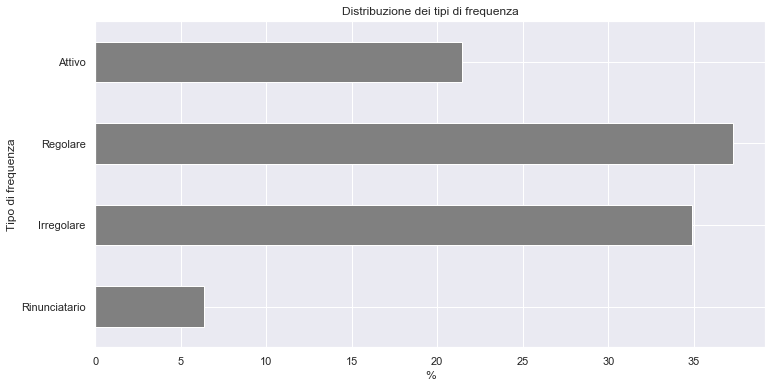 Distribuzione dei tipi di frequenza
Attivo
Regolare
Irregolare
Rinunciatario
Tipo di frequenza
0 5 10 15 20 25 30 35
%